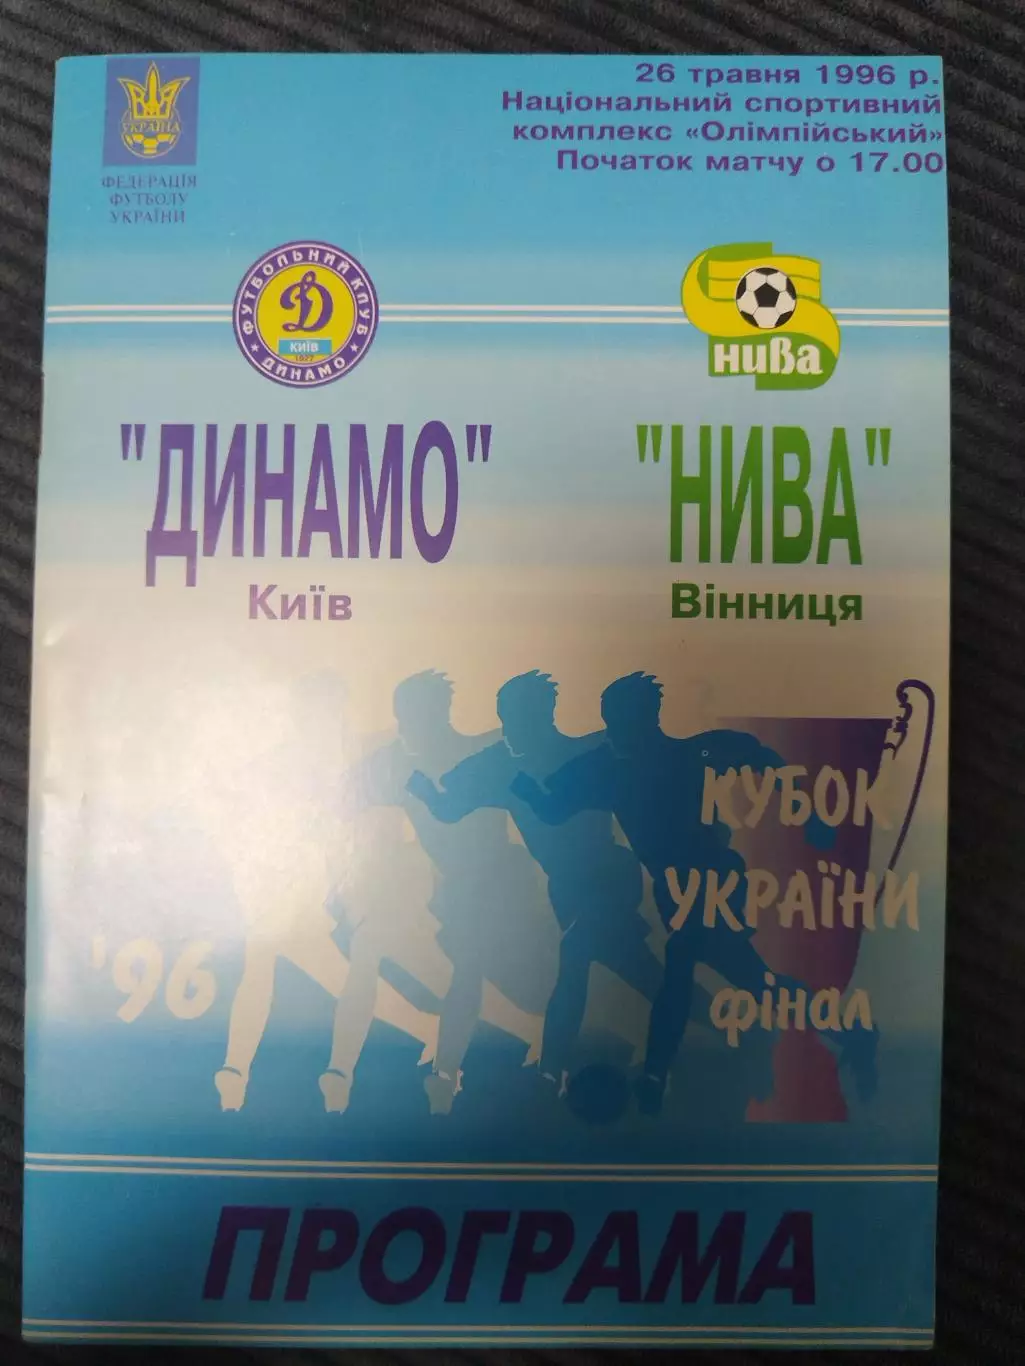 26 травня 1996 р.
Національний спортивний
комплекс «Олімпійський»
Початок матчу о 17.00
УКРАЇНА
ФЕДЕРАЦІЯ
ФУТБОЛУ
УКРАЇНИ
ФУТБОЛЬНИЙ КЛУБ
Д
КИЇВ
1927
★ ДИНАМО ★
нива
"ДИНАМО"
Київ
"НИВА"
Вінниця
КУБОК
УКРАЇНИ
'96
фінал
ПРОГРАМА